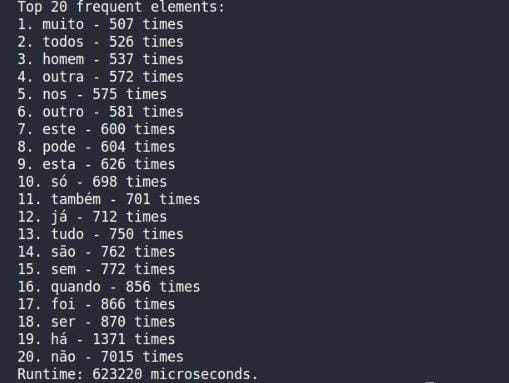 Top 20 frequent elements:
1. muito - 507 times
2. todos - 526 times
3. homem - 537 times
4. outra - 572 times
5. nos - 575 times
6. outro - 581 times
7. este - 600 times
8. pode - 604 times
9. esta - 626 times
10. só - 698 times
11. também - 701 times
12. já - 712 times
13. tudo - 750 times
14. são - 762 times
15. sem - 772 times
16. quando - 856 times
17. foi - 866 times
18. ser - 870 times
19. há - 1371 times
20. não - 7015 times
Runtime: 623220 microseconds.